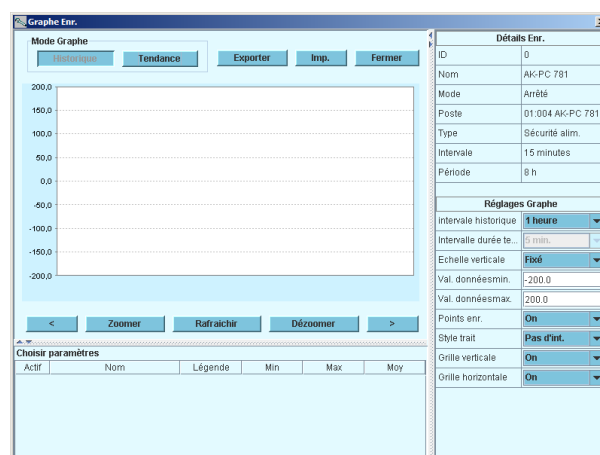 Graphe Enr.
Mode Graphe
Historique Tendance Exporter Imp. Fermer
200,0
150,0
100,0
50,0
0,0
-50,0
-100,0
-150,0
-200,0
< Zoomer Rafraichir Dézoomer >
Choisir paramètres
Actif Nom Légende Min Max Moy
Détails Enr.
ID 0
Nom AK-PC 781
Mode Arrêté
Poste 01:004 AK-PC 781
Type Sécurité alim.
Intervale 15 minutes
Période 8 h
Réglages Graphe
intervale historique 1 heure
Intervalle durée te... 5 min.
Echelle verticale Fixé
Val. donnéesmin. -200.0
Val. donnéesmax. 200.0
Points enr. On
Style trait Pas d'int.
Grille verticale On
Grille horizontale On